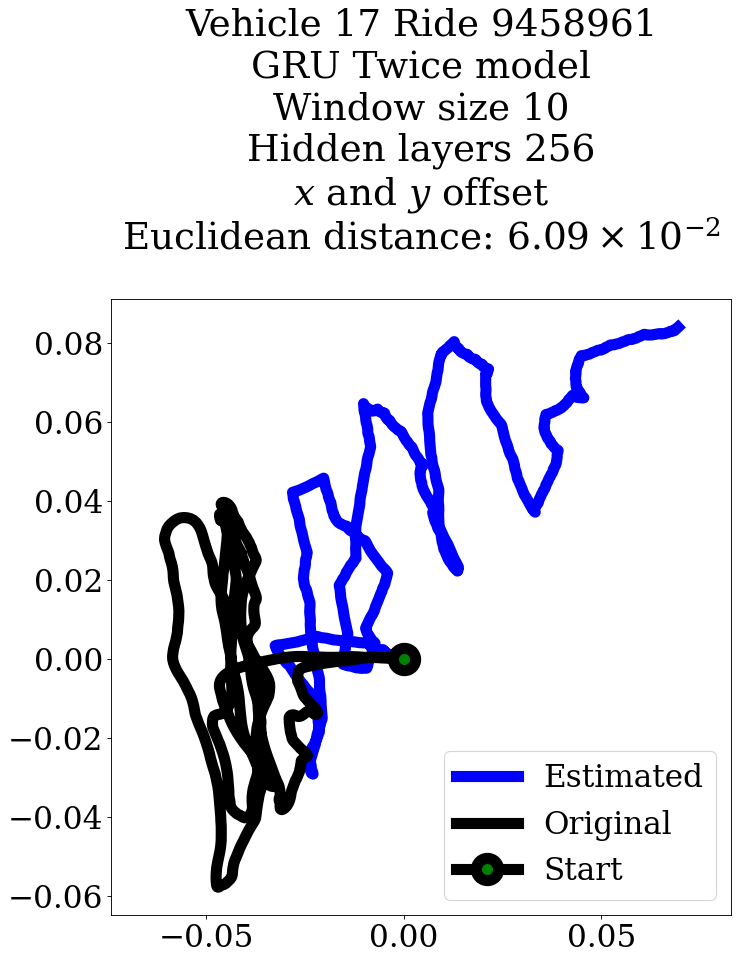 Vehicle 17 Ride 9458961
GRU Twice model
Window size 10
Hidden layers 256
x and y offset
Euclidean distance: 6.09 × 10⁻²
0.08
0.06
0.04
0.02
0.00
−0.02
−0.04
−0.06
−0.05
0.00
0.05
Estimated
Original
Start